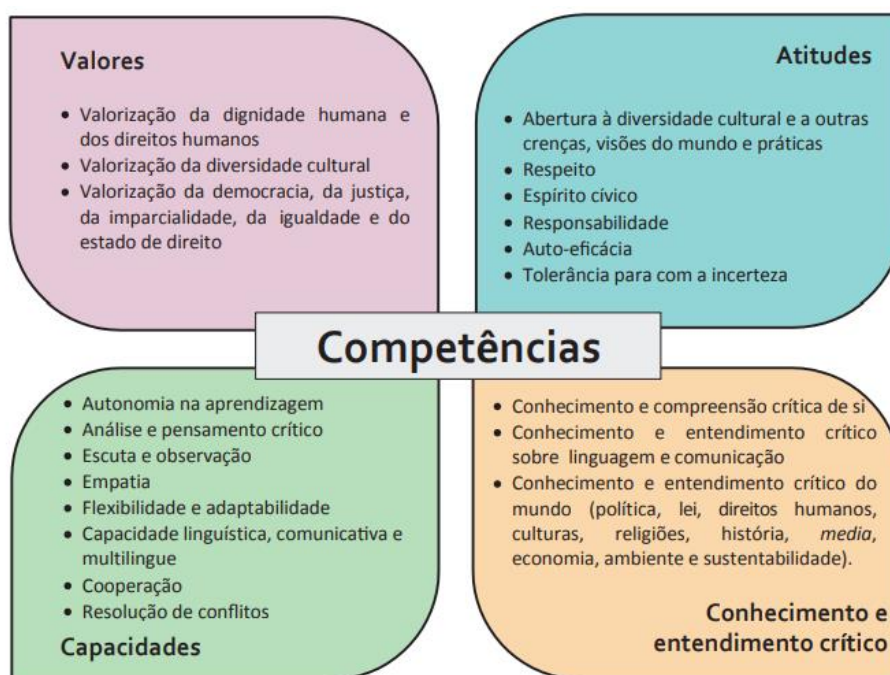 Valores
• Valorização da dignidade humana e
dos direitos humanos
• Valorização da diversidade cultural
• Valorização da democracia, da justiça,
da imparcialidade, da igualdade e do
estado de direito
Atitudes
• Abertura à diversidade cultural e a outras
crenças, visões do mundo e práticas
• Respeito
• Espírito cívico
• Responsabilidade
• Auto-eficácia
• Tolerância para com a incerteza
Competências
• Autonomia na aprendizagem
• Análise e pensamento crítico
• Escuta e observação
• Empatia
• Flexibilidade e adaptabilidade
• Capacidade linguística, comunicativa e
multilingue
• Cooperação
• Resolução de conflitos
Capacidades
• Conhecimento e compreensão crítica de si
• Conhecimento e entendimento crítico
sobre linguagem e comunicação
• Conhecimento e entendimento crítico do
mundo (política, lei, direitos humanos,
culturas, religiões, história, media,
economia, ambiente e sustentabilidade).
Conhecimento e
entendimento crítico